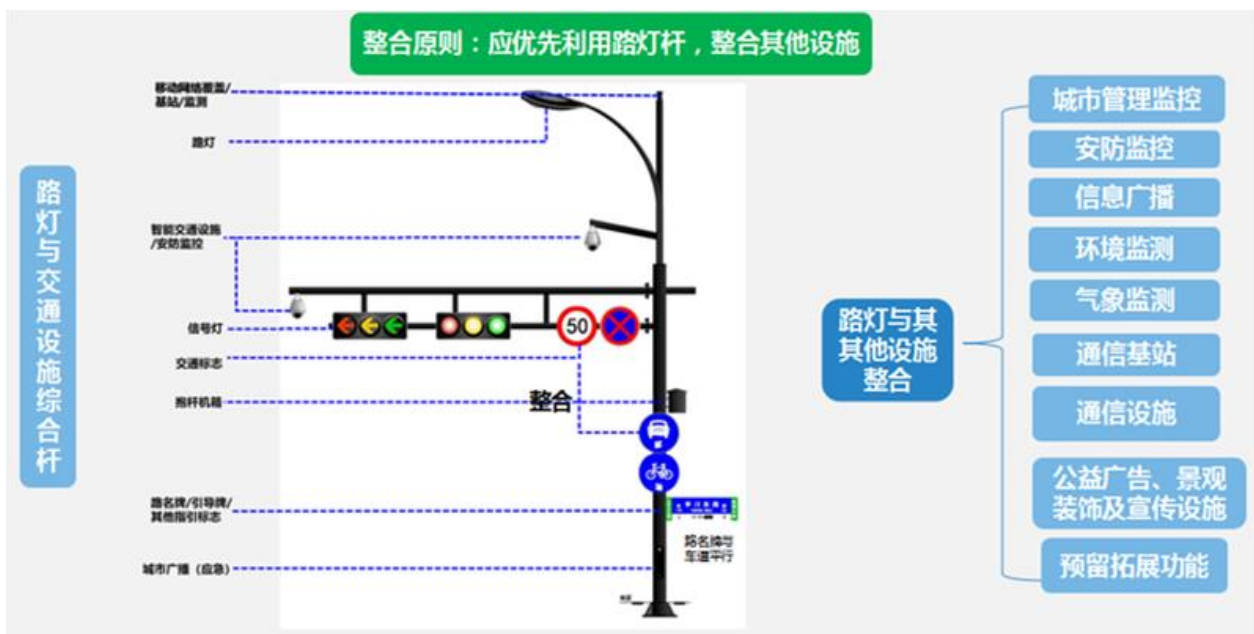 整合原则：应优先利用路灯杆，整合其他设施
路灯与交通设施综合杆
移动网络覆盖/
基站/监测
路灯
智能交通设施
/安防监控
信号灯
交通标志
抱杆机箱
路名牌/引导牌/
其他指引标志
城市广播（应急）
50
整合
路名牌与
车道平行
路灯与其
其他设施
整合
城市管理监控
安防监控
信息广播
环境监测
气象监测
通信基站
通信设施
公益广告、景观
装饰及宣传设施
预留拓展功能